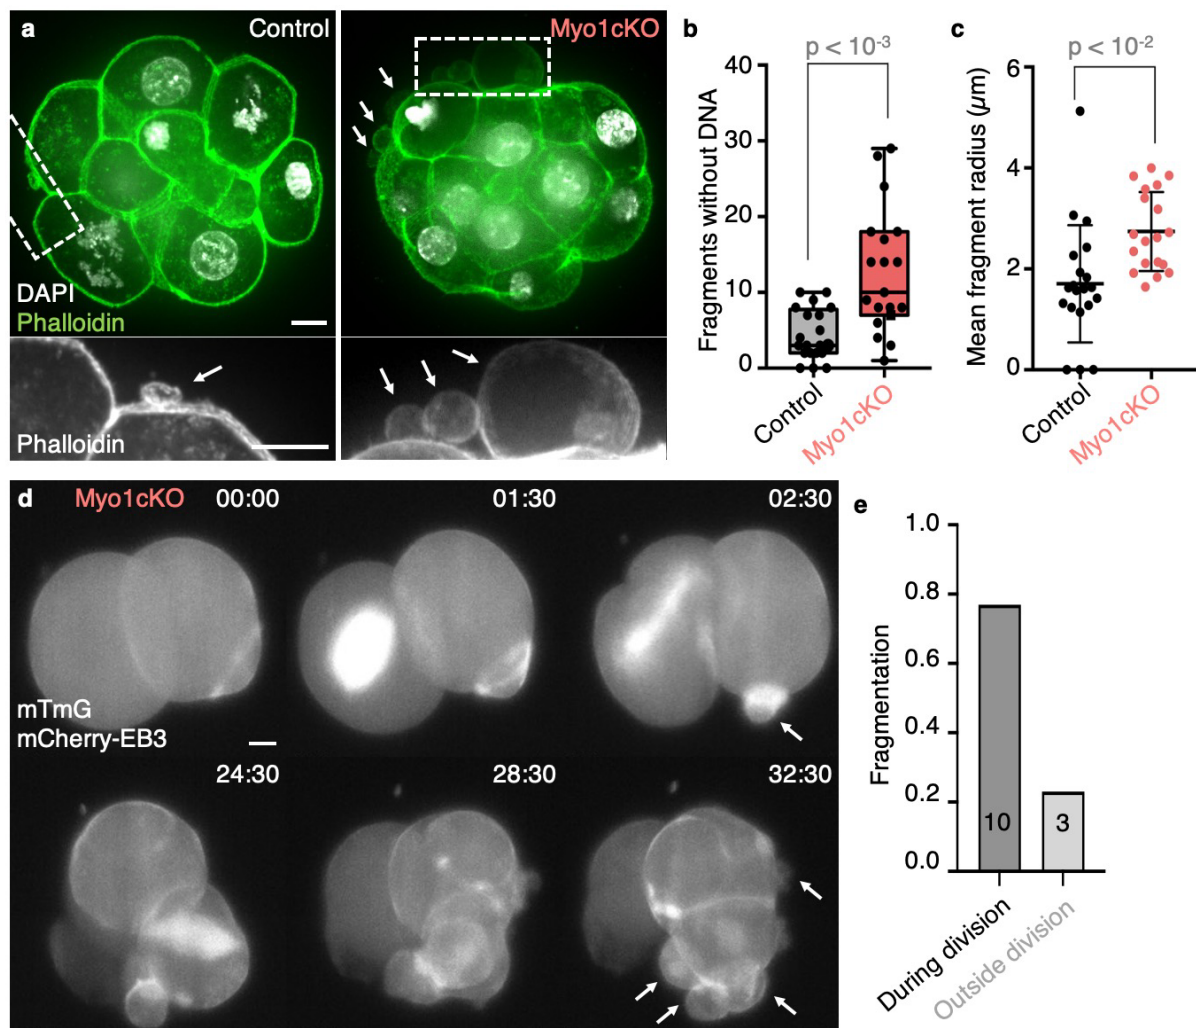 a
Control
Myo1cKO
DAPI
Phalloidin
Phalloidin
b
p < 10-3
Fragments without DNA
40
30
20
10
0
Control
Myo1cKO
c
p < 10-2
Mean fragment radius (µm)
6
4
2
0
Control
Myo1cKO
d
Myo1cKO
00:00
01:30
02:30
mTmG
mCherry-EB3
24:30
28:30
32:30
e
Fragmentation
1.0
0.8
0.6
0.4
0.2
0.0
10
3
During division
Outside division